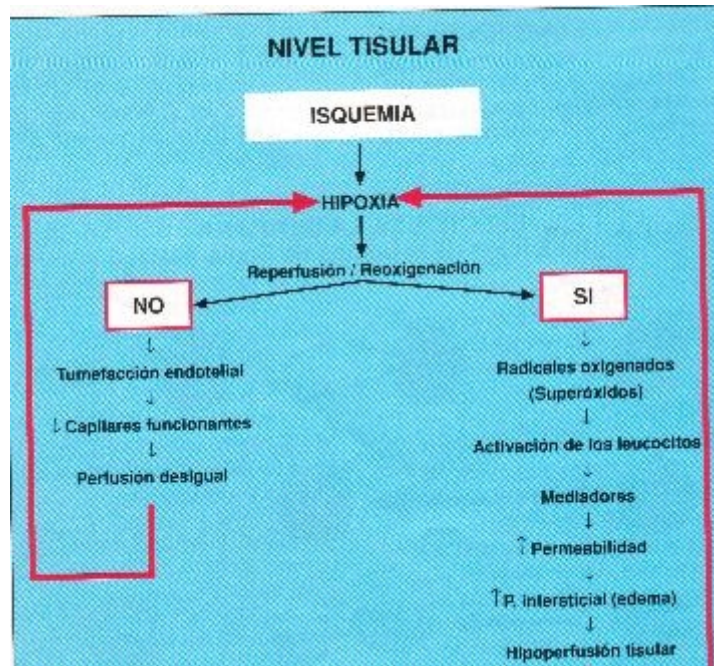 NIVEL TISULAR
ISQUEMIA
HIPOXIA
Reperfusión / Reoxigenación
NO
SI
↓
Tumefacción endotelial
↓
↓ Capilares funcionantes
↓
Perfusión desigual
↓
Radicales oxigenados
(Superóxidos)
↓
Activación de los leucocitos
↓
Mediadores
↓
↑ Permeabilidad
↓
↑ P. intersticial (edema)
↓
Hipoperfusión tisular